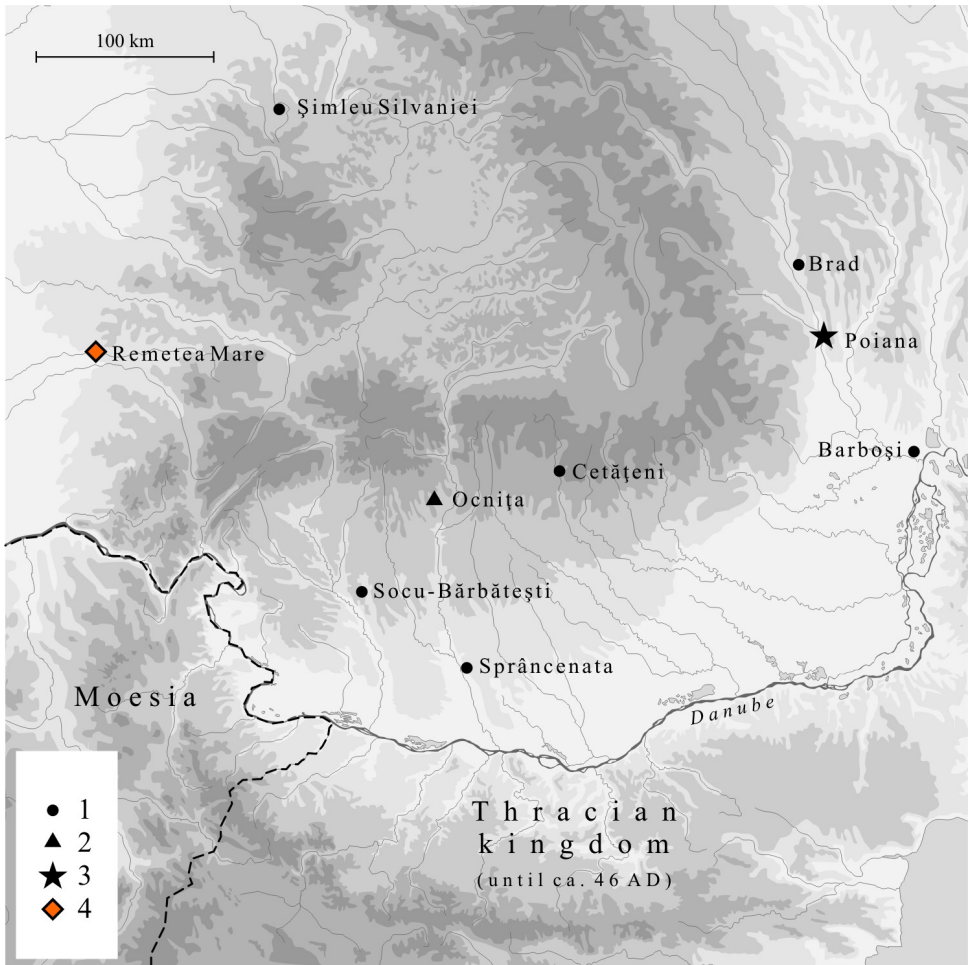 100 km
Şimleu Silvaniei
Brad
Poiana
Remetea Mare
Barboşi
Cetăţeni
Ocniţa
Socu-Bărbăteşti
Sprâncenata
Moesia
Danube
Thracian
kingdom
(until ca. 46 AD)
1
2
3
4